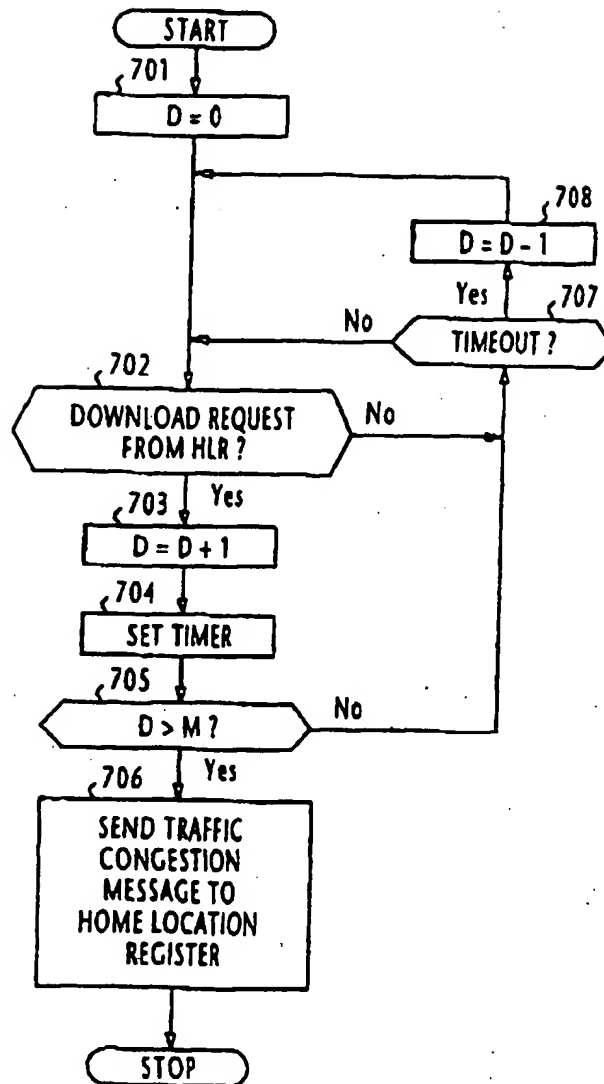 START
701
D = 0
708
D = D - 1
Yes
707
No
TIMEOUT ?
702
DOWNLOAD REQUEST
FROM HLR ?
No
Yes
703
D = D + 1
704
SET TIMER
705
D > M ?
No
Yes
706
SEND TRAFFIC
CONGESTION
MESSAGE TO
HOME LOCATION
REGISTER
STOP